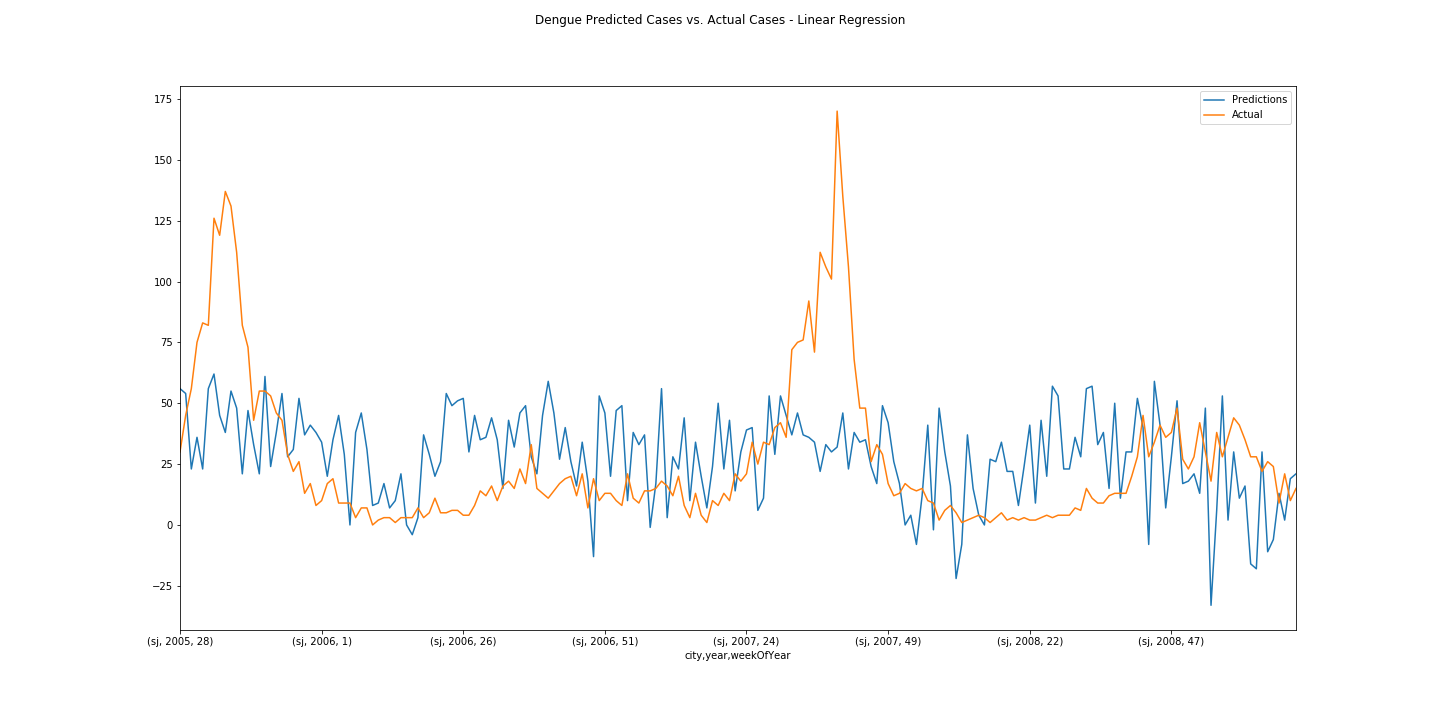 Dengue Predicted Cases vs. Actual Cases - Linear Regression
Predictions
Actual
175
150
125
100
75
50
25
0
−25
(sj, 2005, 28) (sj, 2006, 1) (sj, 2006, 26) (sj, 2006, 51) (sj, 2007, 24) (sj, 2007, 49) (sj, 2008, 22) (sj, 2008, 47)
city,year,weekOfYear